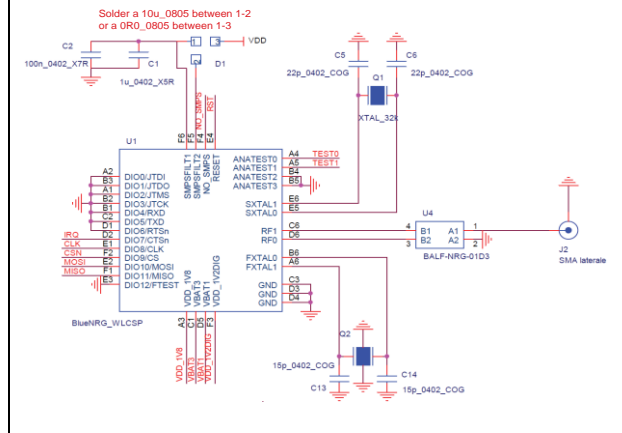 Solder a 10u_0805 between 1-2
or a 0R0_0805 between 1-3
C2
100n_0402_X7R
C1
1u_0402_X5R
1
3
2
VDD
D1
NO_SMPS
RST
C5
22p_0402_COG
C6
22p_0402_COG
Q1
XTAL_32k
U1
F6
F5
F4
E4
SMPSFILT1
SMPSFILT2
NO_SMPS
RESET
A2 DIO0/JTDI
B3 DIO1/JTDO
A1 DIO2/JTMS
B2 DIO3/JTCK
B1 DIO4/RXD
C2 DIO5/TXD
D1 DIO6/RTSn
IRQ D2 DIO7/CTSn
CLK E1 DIO8/CLK
CSN F2 DIO9/CS
MOSI E2 DIO10/MOSI
MISO F1 DIO11/MISO
E3 DIO12/FTEST
ANATEST0 A4 TEST0
ANATEST1 A5 TEST1
ANATEST2 B4
ANATEST3 B5
SXTAL1 E6
SXTAL0 E5
RF1 C6
RF0 D6
FXTAL0 B6
FXTAL1 A6
GND C3
GND D3
GND D4
VDD_1V8
VBAT3
VBAT1
VDD_1V2DIG
A3
C1
D5
F3
VDD_1V8
VBAT3
VBAT1
VDD_1V2DIG
BlueNRG_WLCSP
U4
4 B1 A1 1
3 B2 A2 2
BALF-NRG-01D3
J2
SMA laterale
Q2
15p_0402_COG
C13
C14
15p_0402_COG